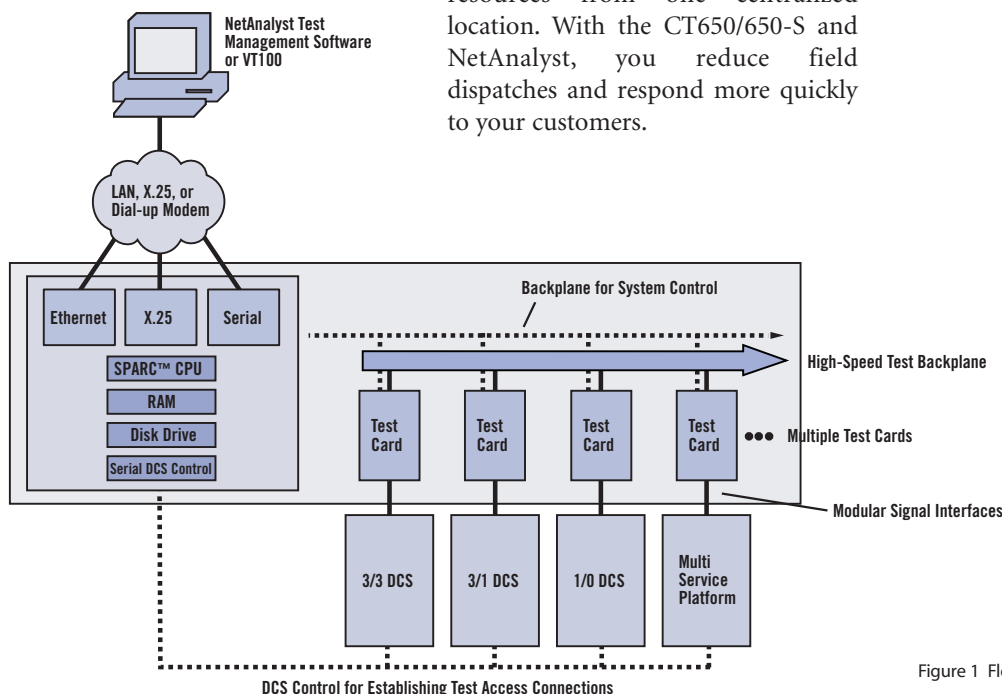 resources from one centralized
location. With the CT650/650-S and
NetAnalyst, you reduce field
dispatches and respond more quickly
to your customers.
NetAnalyst Test
Management Software
or VT100
LAN, X.25, or
Dial-up Modem
Ethernet
X.25
Serial
SPARC™ CPU
RAM
Disk Drive
Serial DCS Control
Backplane for System Control
High-Speed Test Backplane
Test
Card
Test
Card
Test
Card
Test
Card
Multiple Test Cards
Modular Signal Interfaces
3/3 DCS
3/1 DCS
1/0 DCS
Multi
Service
Platform
DCS Control for Establishing Test Access Connections
Figure 1